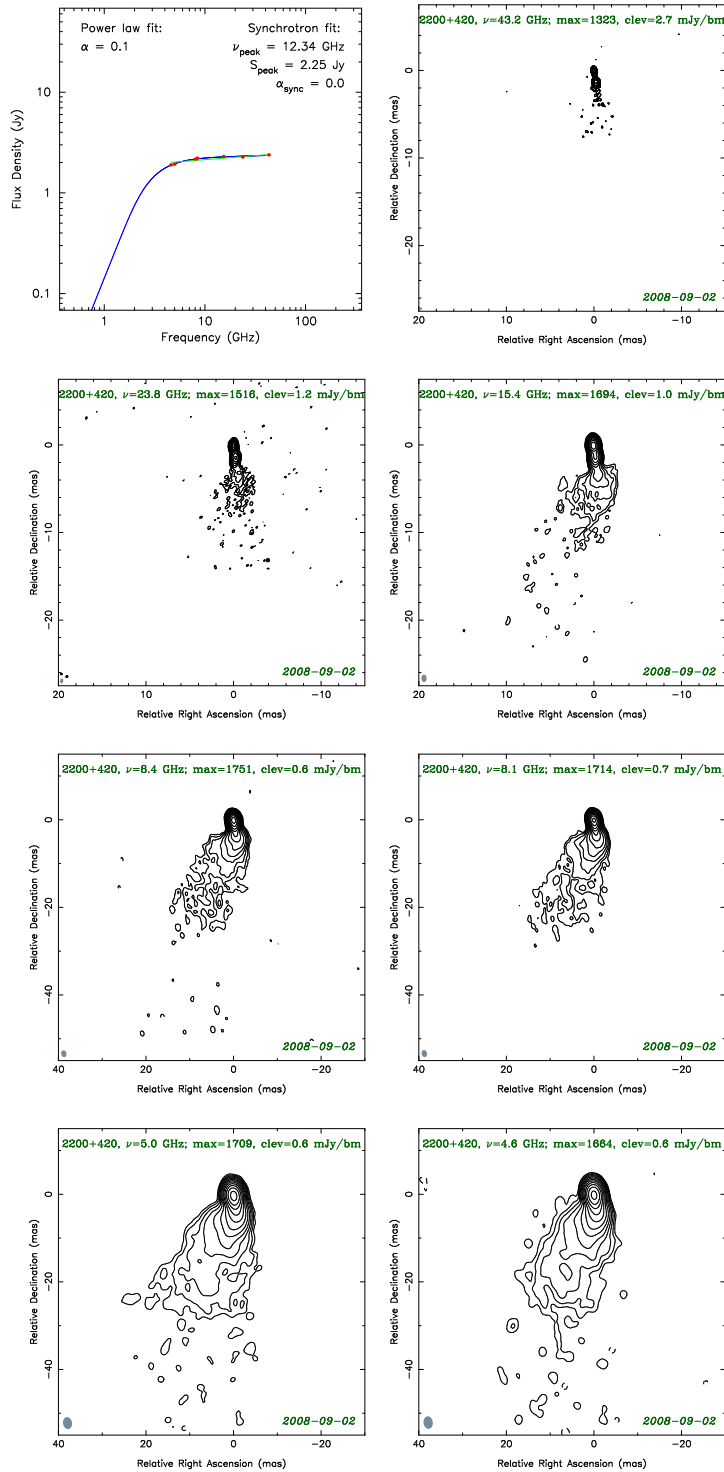 Power law fit:
α = 0.1
Synchrotron fit:
νpeak = 12.34 GHz
Speak = 2.25 Jy
αsync = 0.0
Flux Density (Jy)
10
1
0.1
1
10
100
Frequency (GHz)
2200+420, ν=43.2 GHz; max=1323, clev=2.7 mJy/bm
Relative Declination (mas)
0
−10
−20
2008-09-02
20
10
0
−10
Relative Right Ascension (mas)
2200+420, ν=23.8 GHz; max=1516, clev=1.2 mJy/bm
Relative Declination (mas)
0
−10
−20
2008-09-02
20
10
0
−10
Relative Right Ascension (mas)
2200+420, ν=15.4 GHz; max=1694, clev=1.0 mJy/bm
Relative Declination (mas)
0
−10
−20
2008-09-02
20
10
0
−10
Relative Right Ascension (mas)
2200+420, ν=8.4 GHz; max=1751, clev=0.6 mJy/bm
Relative Declination (mas)
0
−20
−40
2008-09-02
40
20
0
−20
Relative Right Ascension (mas)
2200+420, ν=8.1 GHz; max=1714, clev=0.7 mJy/bm
Relative Declination (mas)
0
−20
−40
2008-09-02
40
20
0
−20
Relative Right Ascension (mas)
2200+420, ν=5.0 GHz; max=1709, clev=0.6 mJy/bm
Relative Declination (mas)
0
−20
−40
2008-09-02
40
20
0
−20
Relative Right Ascension (mas)
2200+420, ν=4.6 GHz; max=1664, clev=0.6 mJy/bm
Relative Declination (mas)
0
−20
−40
2008-09-02
40
20
0
−20
Relative Right Ascension (mas)